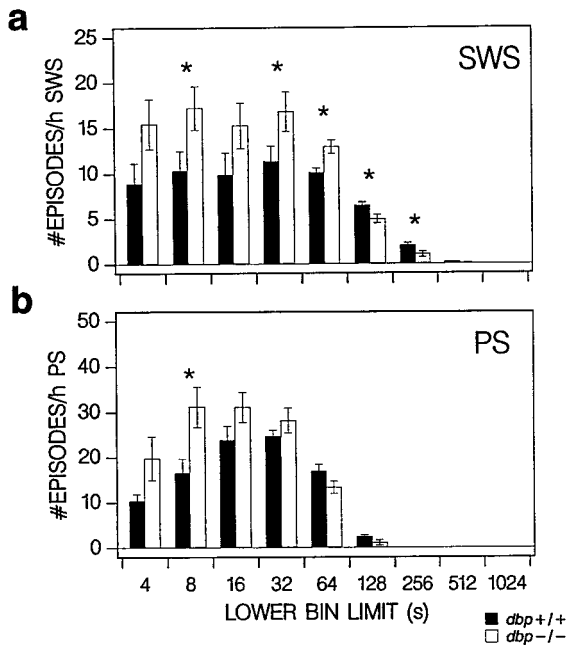 a
SWS
#EPISODES/h SWS
25
20
15
10
5
0
* * * * *
b
PS
#EPISODES/h PS
50
40
30
20
10
0
*
4 8 16 32 64 128 256 512 1024
LOWER BIN LIMIT (s)
dbp+/+
dbp-/-